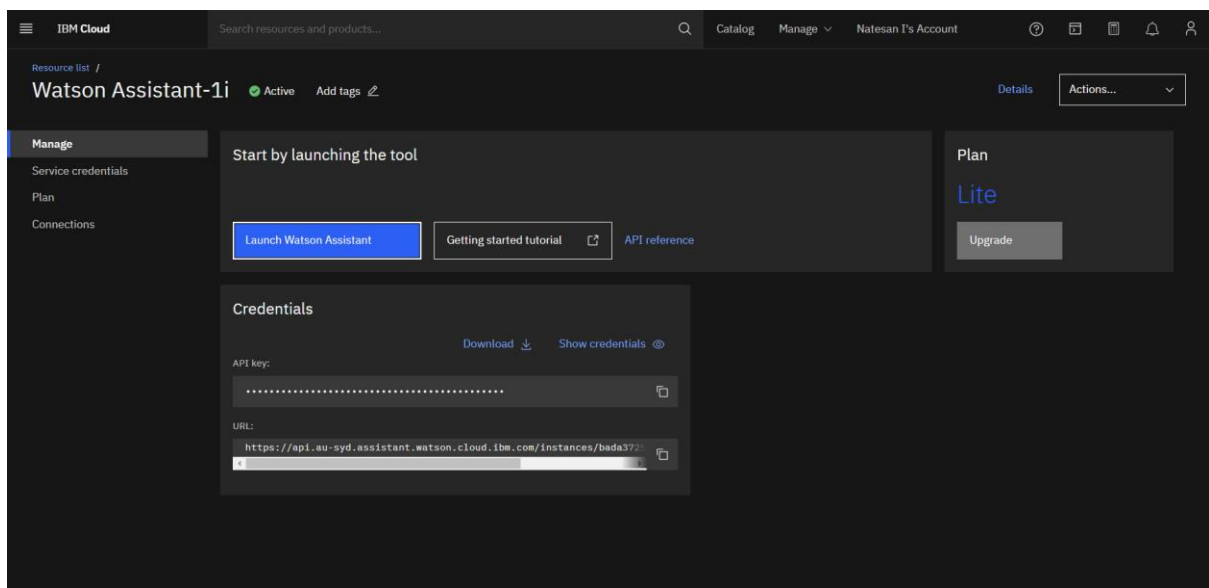 IBM Cloud
Search resources and products...
Catalog
Manage
Natesan I's Account
Resource list /
Watson Assistant-1i
Active
Add tags
Details
Actions...
Manage
Service credentials
Plan
Connections
Start by launching the tool
Launch Watson Assistant
Getting started tutorial
API reference
Plan
Lite
Upgrade
Credentials
Download
Show credentials
API key:
URL:
https://api.au-syd.assistant.watson.cloud.ibm.com/instances/bada372